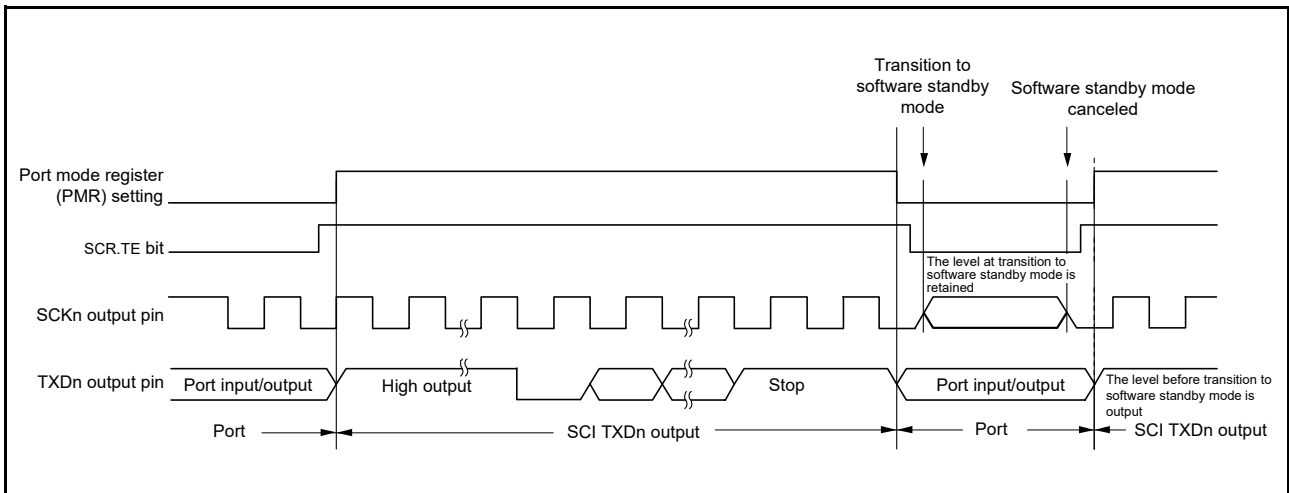 Transition to
software standby
mode
Software standby mode
canceled
Port mode register
(PMR) setting
SCR.TE bit
The level at transition to
software standby mode is
retained
SCKn output pin
TXDn output pin
Port input/output
High output
Stop
Port input/output
The level before transition to
software standby mode is
output
Port
SCI TXDn output
Port
SCI TXDn output